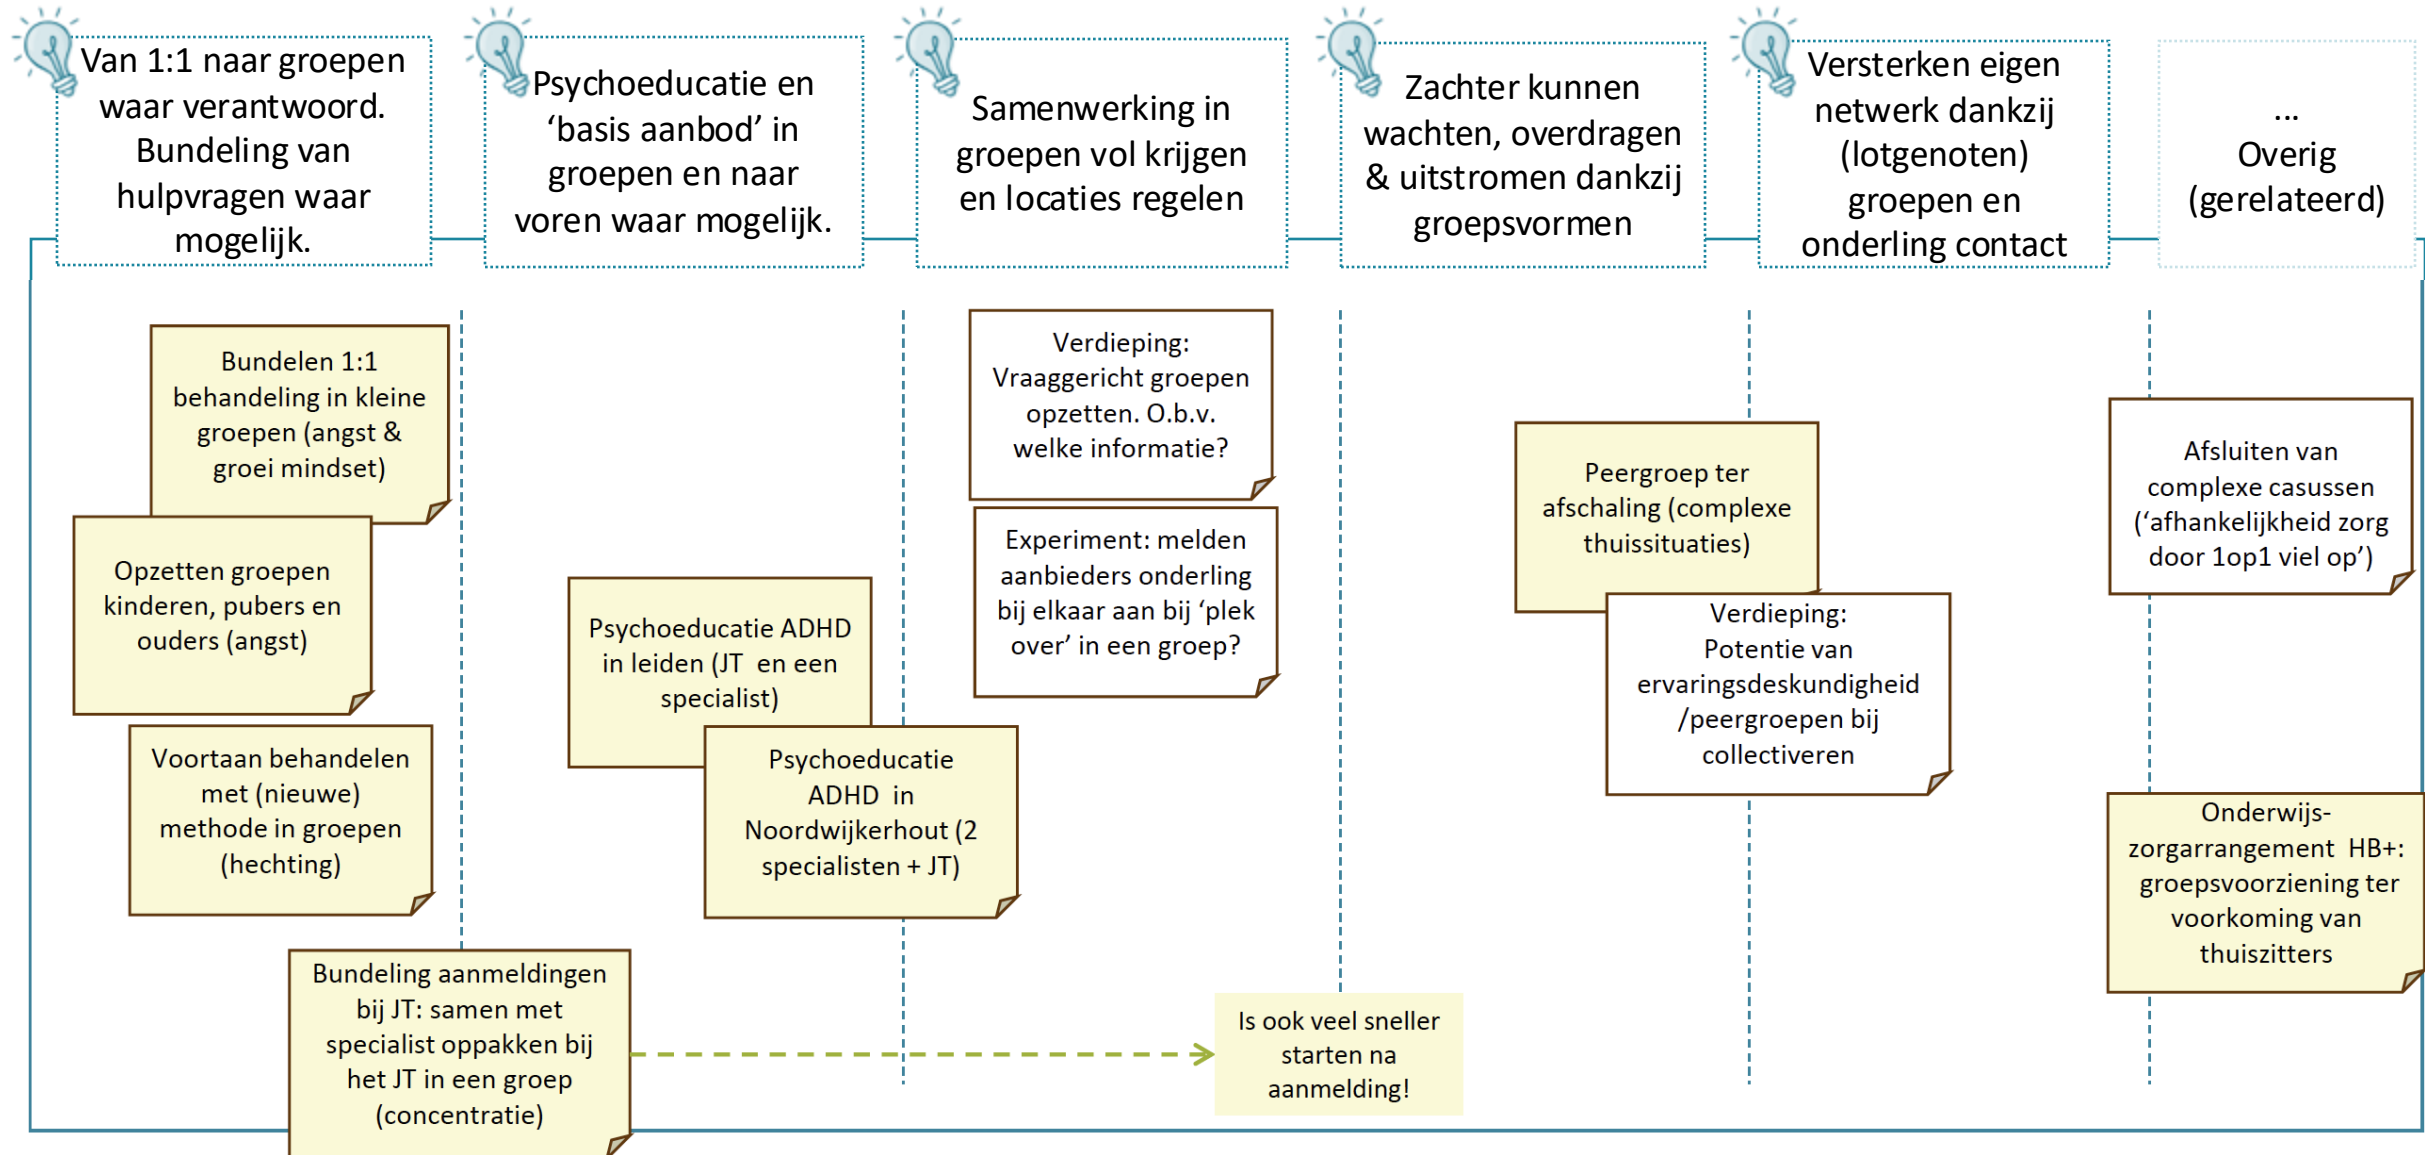 Van 1:1 naar groepen
waar verantwoord.
Bundeling van
hulpvragen waar
mogelijk.
Psychoeducatie en
‘basis aanbod’ in
groepen en naar
voren waar mogelijk.
Samenwerking in
groepen vol krijgen
en locaties regelen
Zachter kunnen
wachten, overdragen
& uitstromen dankzij
groepsvormen
Versterken eigen
netwerk dankzij
(lotgenoten)
groepen en
onderling contact
...
Overig
(gerelateerd)
Bundelen 1:1
behandeling in kleine
groepen (angst &
groei mindset)
Opzetten groepen
kinderen, pubers en
ouders (angst)
Voortaan behandelen
met (nieuwe)
methode in groepen
(hechting)
Bundeling aanmeldingen
bij JT: samen met
specialist oppakken bij
het JT in een groep
(concentratie)
Psychoeducatie ADHD
in leiden (JT en een
specialist)
Psychoeducatie
ADHD in
Noordwijkerhout (2
specialisten + JT)
Verdieping:
Vraaggericht groepen
opzetten. O.b.v.
welke informatie?
Experiment: melden
aanbieders onderling
bij elkaar aan bij ‘plek
over’ in een groep?
Is ook veel sneller
starten na
aanmelding!
Peergroep ter
afschaling (complexe
thuissituaties)
Verdieping:
Potentie van
ervaringsdeskundigheid
/peergroepen bij
collectiveren
Afsluiten van
complexe casussen
(‘afhankelijkheid zorg
door 1op1 viel op’)
Onderwijs-
zorgarrangement HB+:
groepsvoorziening ter
voorkoming van
thuiszitters